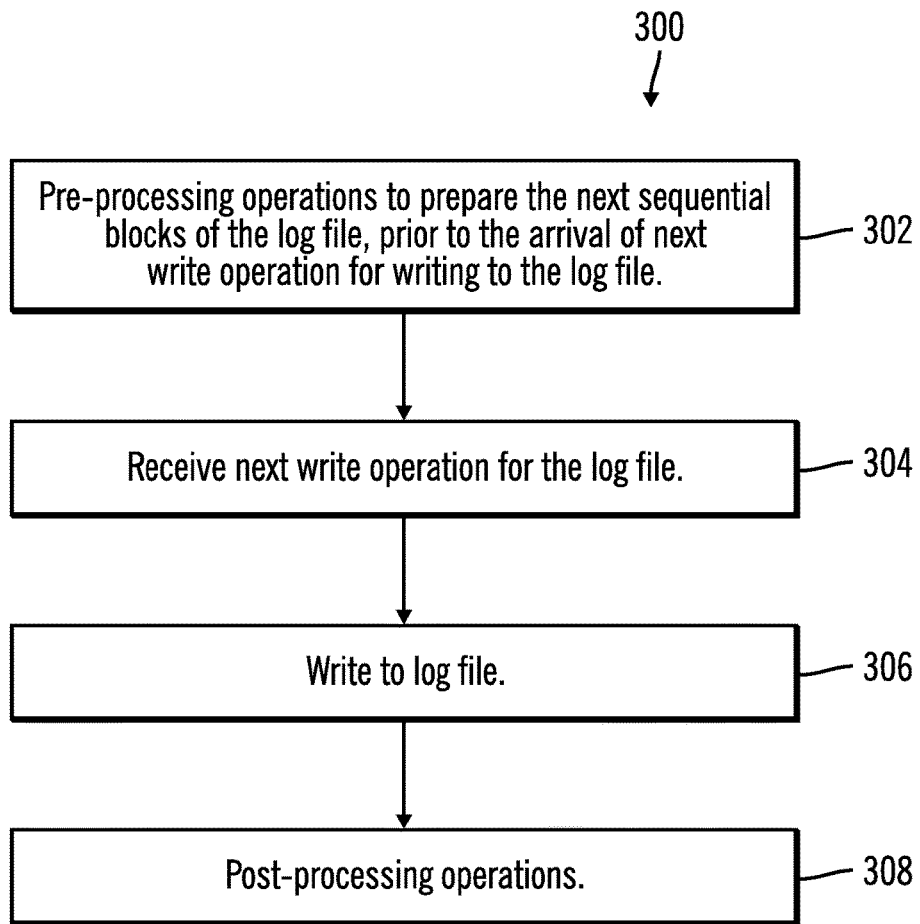 300
Pre-processing operations to prepare the next sequential
blocks of the log file, prior to the arrival of next
write operation for writing to the log file.
302
Receive next write operation for the log file.
304
Write to log file.
306
Post-processing operations.
308